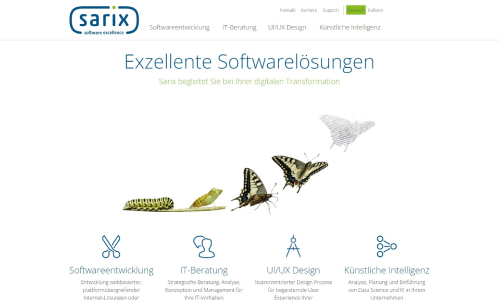 sarix
software excellence
Kontakt Karriere Support Deutsch Italiano
Softwareentwicklung IT-Beratung UI/UX Design Künstliche Intelligenz
Exzellente Softwarelösungen
Sarix begleitet Sie bei Ihrer digitalen Transformation
Softwareentwicklung
Entwicklung webbasierter,
plattformübergreifender
Internet-Lösungen oder
IT-Beratung
Strategische Beratung, Analyse,
Konzeption und Management für
Ihre IT-Vorhaben
UI/UX Design
Nutzerzentrierter Design Prozess
für begeisternde User
Experience Ihrer
Künstliche Intelligenz
Analyse, Planung und Einführung
von Data Science und KI in Ihrem
Unternehmen